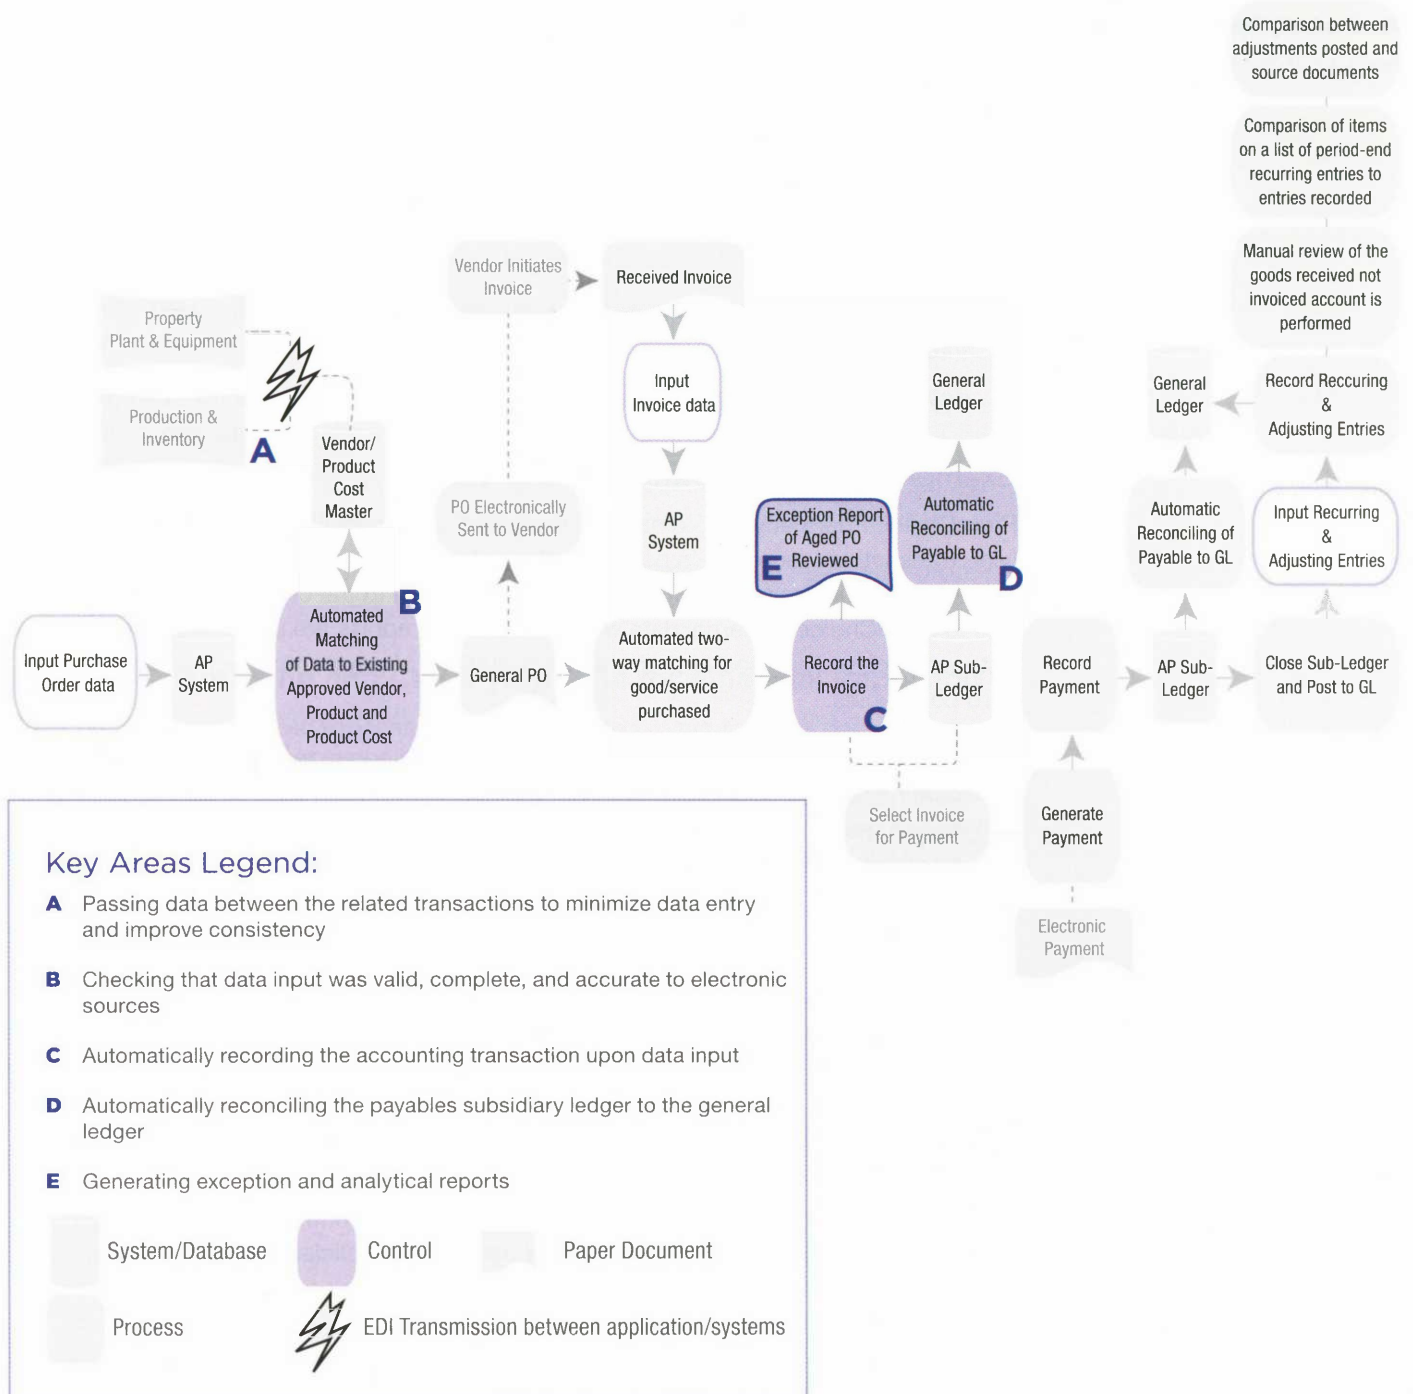 Comparison between
adjustments posted and
source documents
Comparison of items
on a list of period-end
recurring entries to
entries recorded
Manual review of the
goods received not
invoiced account is
performed
Vendor Initiates
Invoice
Received Invoice
Property
Plant & Equipment
Production &
Inventory
A
Vendor/
Product
Cost
Master
Input
Invoice data
General
Ledger
General
Ledger
Record Reccuring
&
Adjusting Entries
PO Electronically
Sent to Vendor
AP
System
Exception Report
of Aged PO
Reviewed
E
Automatic
Reconciling of
Payable to GL
D
Automatic
Reconciling of
Payable to GL
Input Recurring
&
Adjusting Entries
Input Purchase
Order data
AP
System
B
Automated
Matching
of Data to Existing
Approved Vendor,
Product and
Product Cost
General PO
Automated two-
way matching for
good/service
purchased
Record the
Invoice
C
AP Sub-
Ledger
Record
Payment
AP Sub-
Ledger
Close Sub-Ledger
and Post to GL
Select Invoice
for Payment
Generate
Payment
Electronic
Payment
Key Areas Legend:
A Passing data between the related transactions to minimize data entry
and improve consistency
B Checking that data input was valid, complete, and accurate to electronic
sources
C Automatically recording the accounting transaction upon data input
D Automatically reconciling the payables subsidiary ledger to the general
ledger
E Generating exception and analytical reports
System/Database
Control
Paper Document
Process
EDI Transmission between application/systems